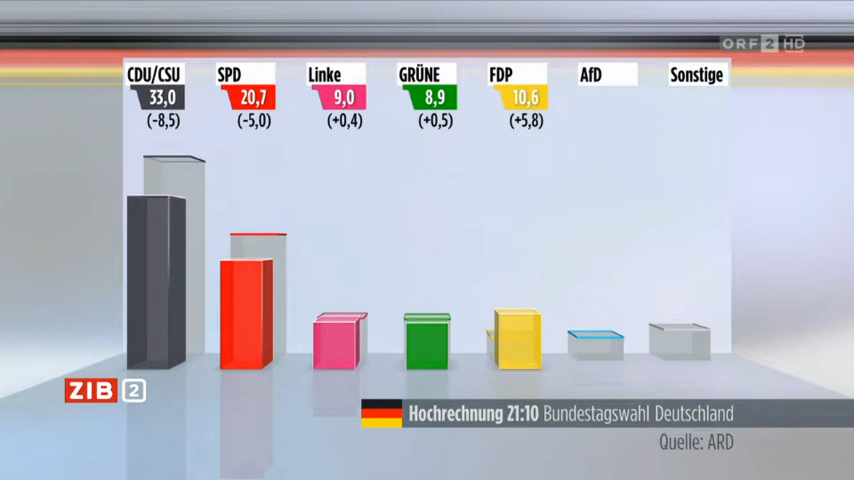 ORF 2 HD
CDU/CSU SPD Linke GRÜNE FDP AfD Sonstige
33,0 20,7 9,0 8,9 10,6
(-8,5) (-5,0) (+0,4) (+0,5) (+5,8)
ZIB 2
Hochrechnung 21:10 Bundestagswahl Deutschland
Quelle: ARD